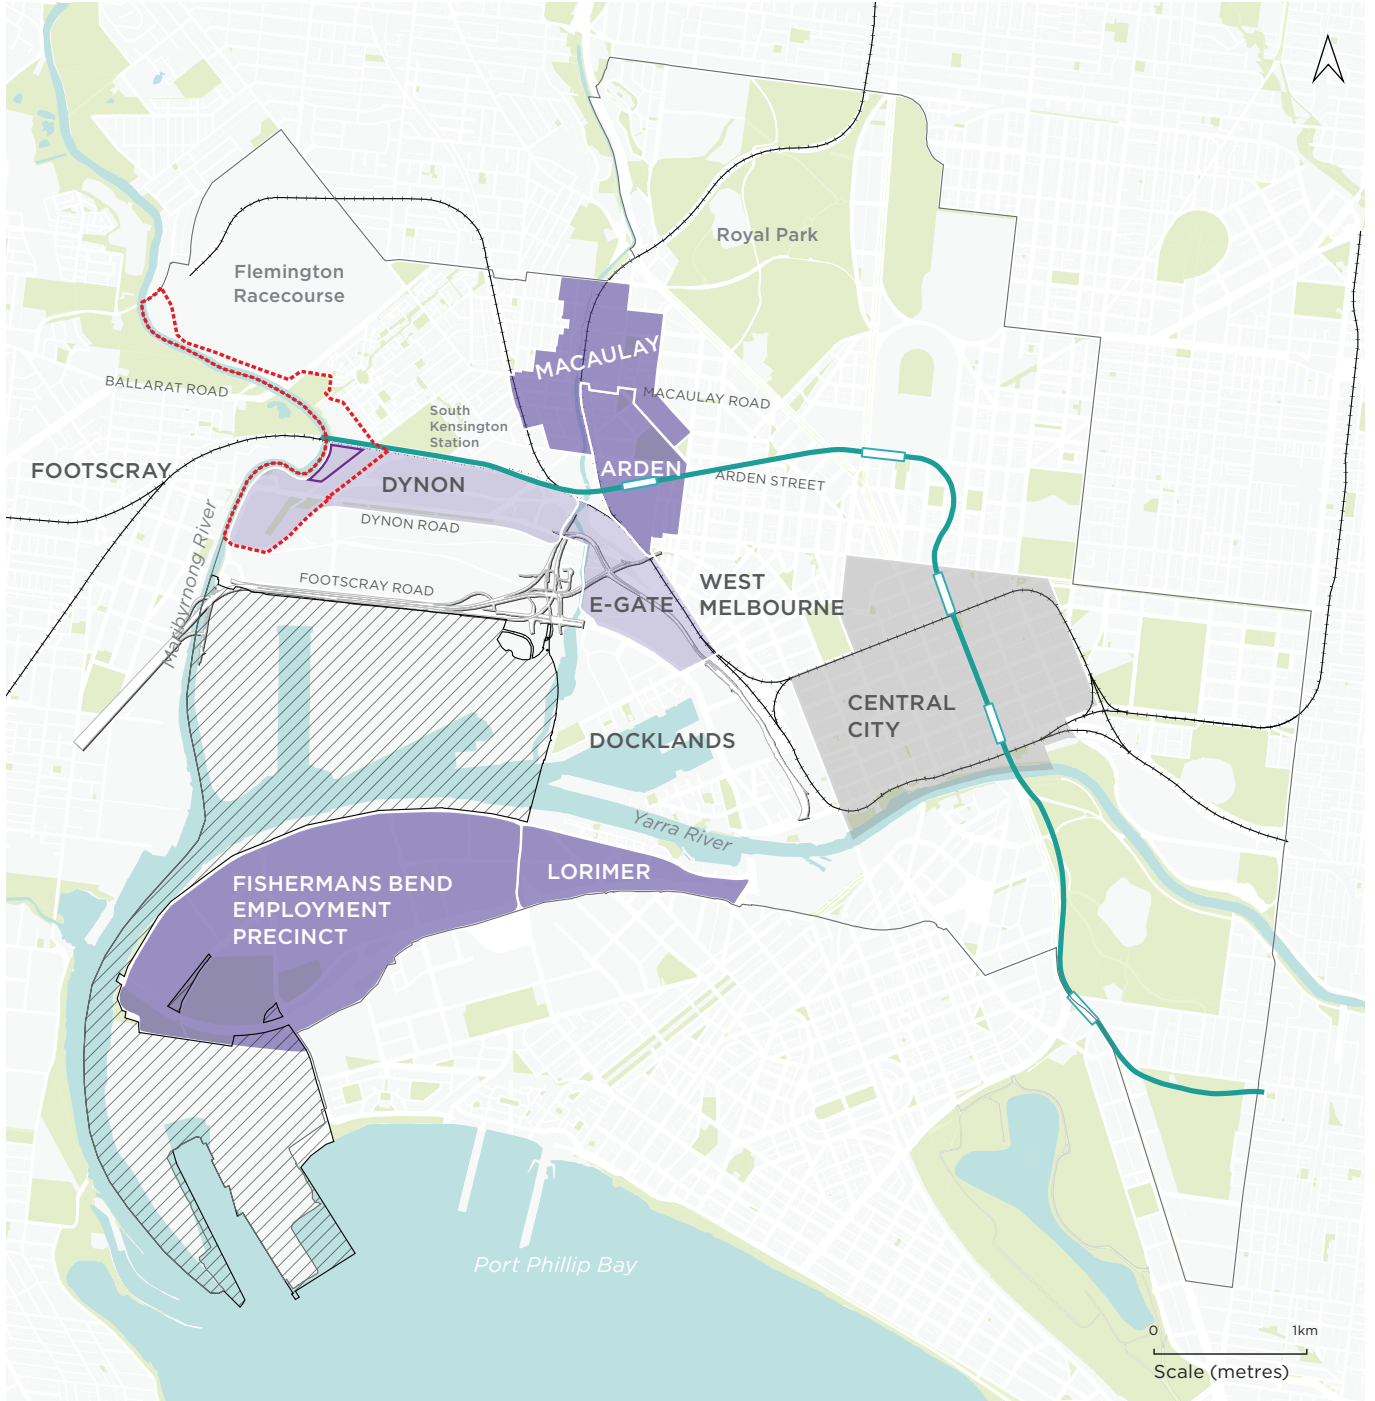 Royal Park
Flemington
Racecourse
MACAULAY
BALLARAT ROAD
MACAULAY ROAD
South
Kensington
Station
FOOTSCRAY
DYNON
ARDEN
ARDEN STREET
DYNON ROAD
Maribyrnong River
FOOTSCRAY ROAD
E-GATE
WEST
MELBOURNE
CENTRAL
CITY
DOCKLANDS
Yarra River
LORIMER
FISHERMANS BEND
EMPLOYMENT
PRECINCT
Port Phillip Bay
0 1km
Scale (metres)